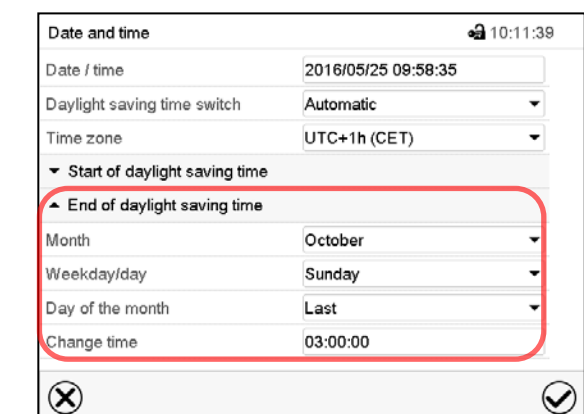 Date and time 10:11:39
Date / time 2016/05/25 09:58:35
Daylight saving time switch Automatic
Time zone UTC+1h (CET)
Start of daylight saving time
End of daylight saving time
Month October
Weekday/day Sunday
Day of the month Last
Change time 03:00:00